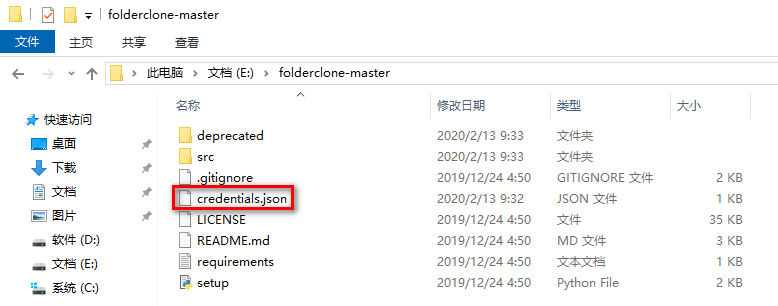 folderclone-master
文件 主页 共享 查看
此电脑 文档 (E:) folderclone-master
名称 修改日期 类型 大小
快速访问
桌面
下载
文档
图片
软件 (D:)
文档 (E:)
系统 (C:)
deprecated 2020/2/13 9:33 文件夹
src 2020/2/13 9:33 文件夹
.gitignore 2019/12/24 4:50 GITIGNORE 文件 2 KB
credentials.json 2020/2/13 9:32 JSON 文件 1 KB
LICENSE 2019/12/24 4:50 文件 35 KB
README.md 2019/12/24 4:50 MD 文件 3 KB
requirements 2019/12/24 4:50 文本文档 1 KB
setup 2019/12/24 4:50 Python File 2 KB